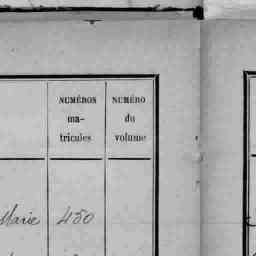 NUMÉROS NUMÉRO
ma- du
tricules volume
Marie 450